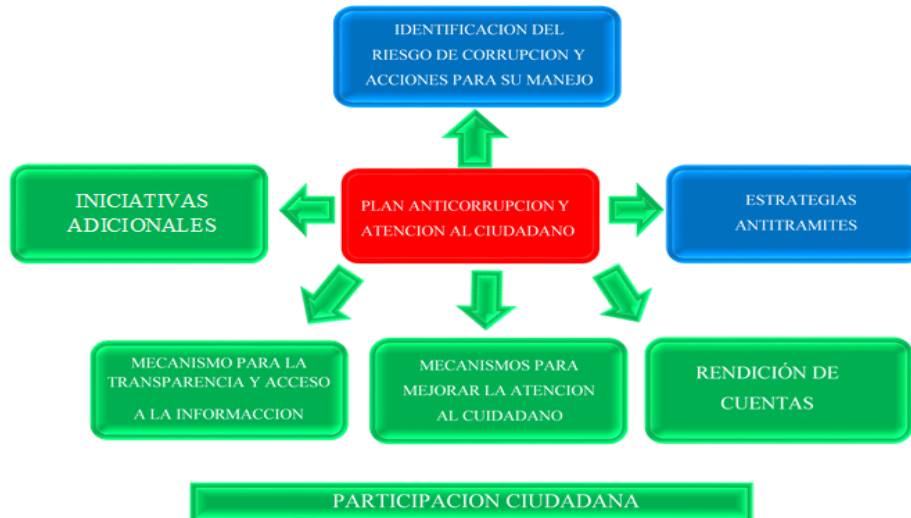 IDENTIFICACION DEL
RIESGO DE CORRUPCION Y
ACCIONES PARA SU MANEJO
INICIATIVAS
ADICIONALES
PLAN ANTICORRUPCION Y
ATENCION AL CIUDADANO
ESTRATEGIAS
ANTITRAMITES
MECANISMO PARA LA
TRANSPARENCIA Y ACCESO
A LA INFORMACCION
MECANISMOS PARA
MEJORAR LA ATENCION
AL CUIDADANO
RENDICIÓN DE
CUENTAS
PARTICIPACION CIUDADANA